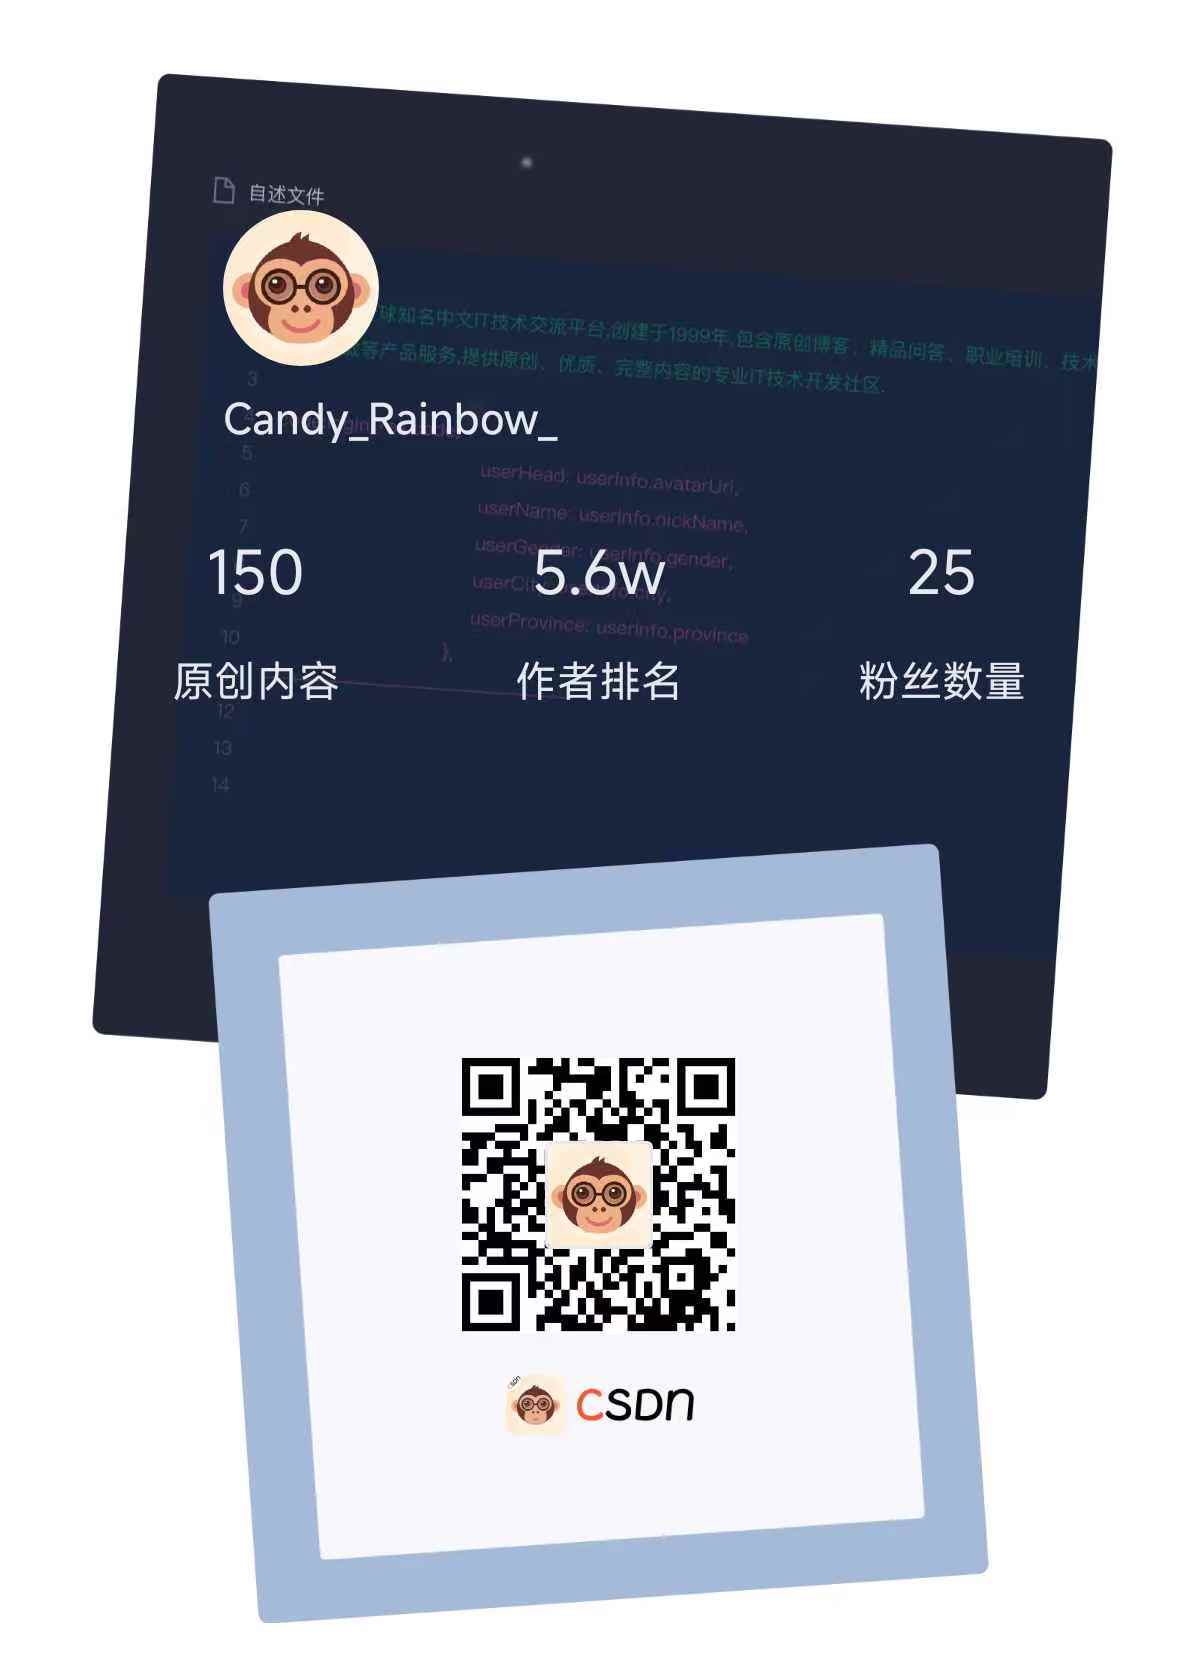 自述文件
球知名中文IT技术交流平台,创建于1999年,包含原创博客、精品问答、职业培训、技术
等产品服务,提供原创、优质、完整内容的专业IT技术开发社区.
3
Candy_Rainbow_
5
userHead: userInfo.avatarUrl,
6
userName: userInfo.nickName,
7
userGender: userInfo.gender,
150
5.6w
25
9
userProvince: userInfo.province
10
},
原创内容
作者排名
粉丝数量
12
13
14
CSDN